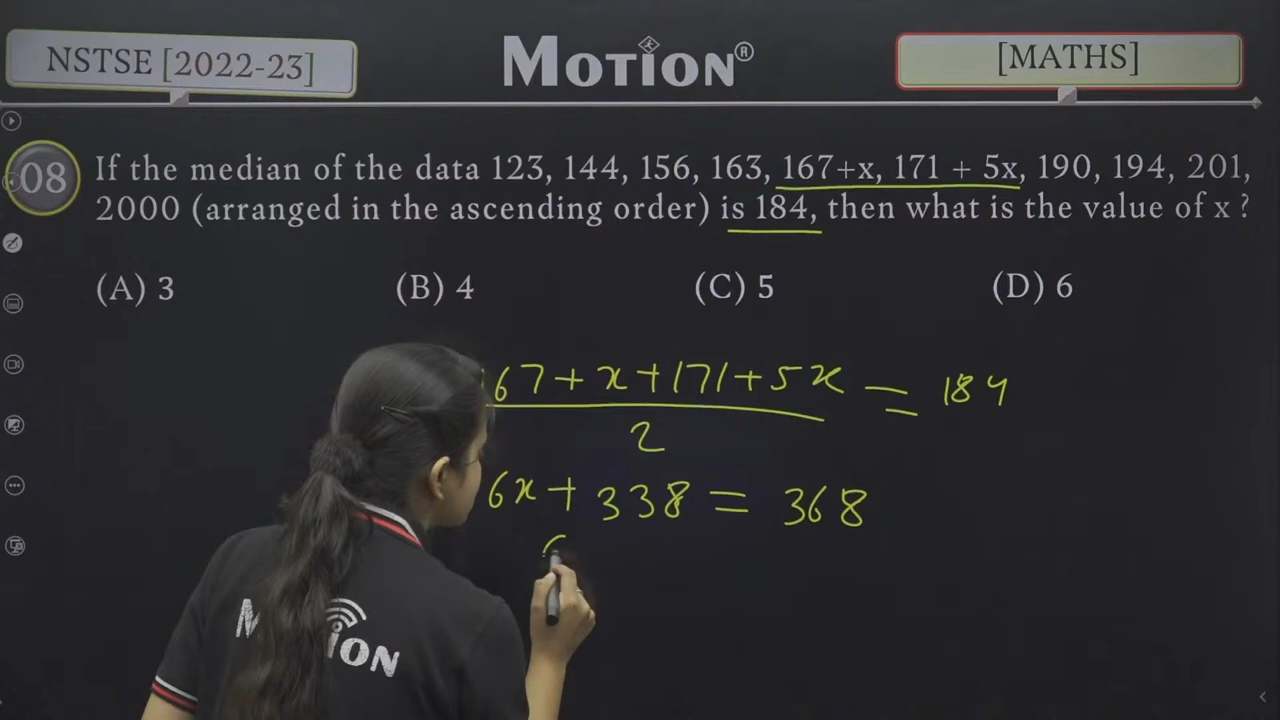 NSTSE [2022-23]
MOTION®
[MATHS]
08
If the median of the data 123, 144, 156, 163, 167+x, 171 + 5x, 190, 194, 201,
2000 (arranged in the ascending order) is 184, then what is the value of x ?
(A) 3 (B) 4 (C) 5 (D) 6
67 + x + 171 + 5x = 184
2
6x + 338 = 368
MOTION